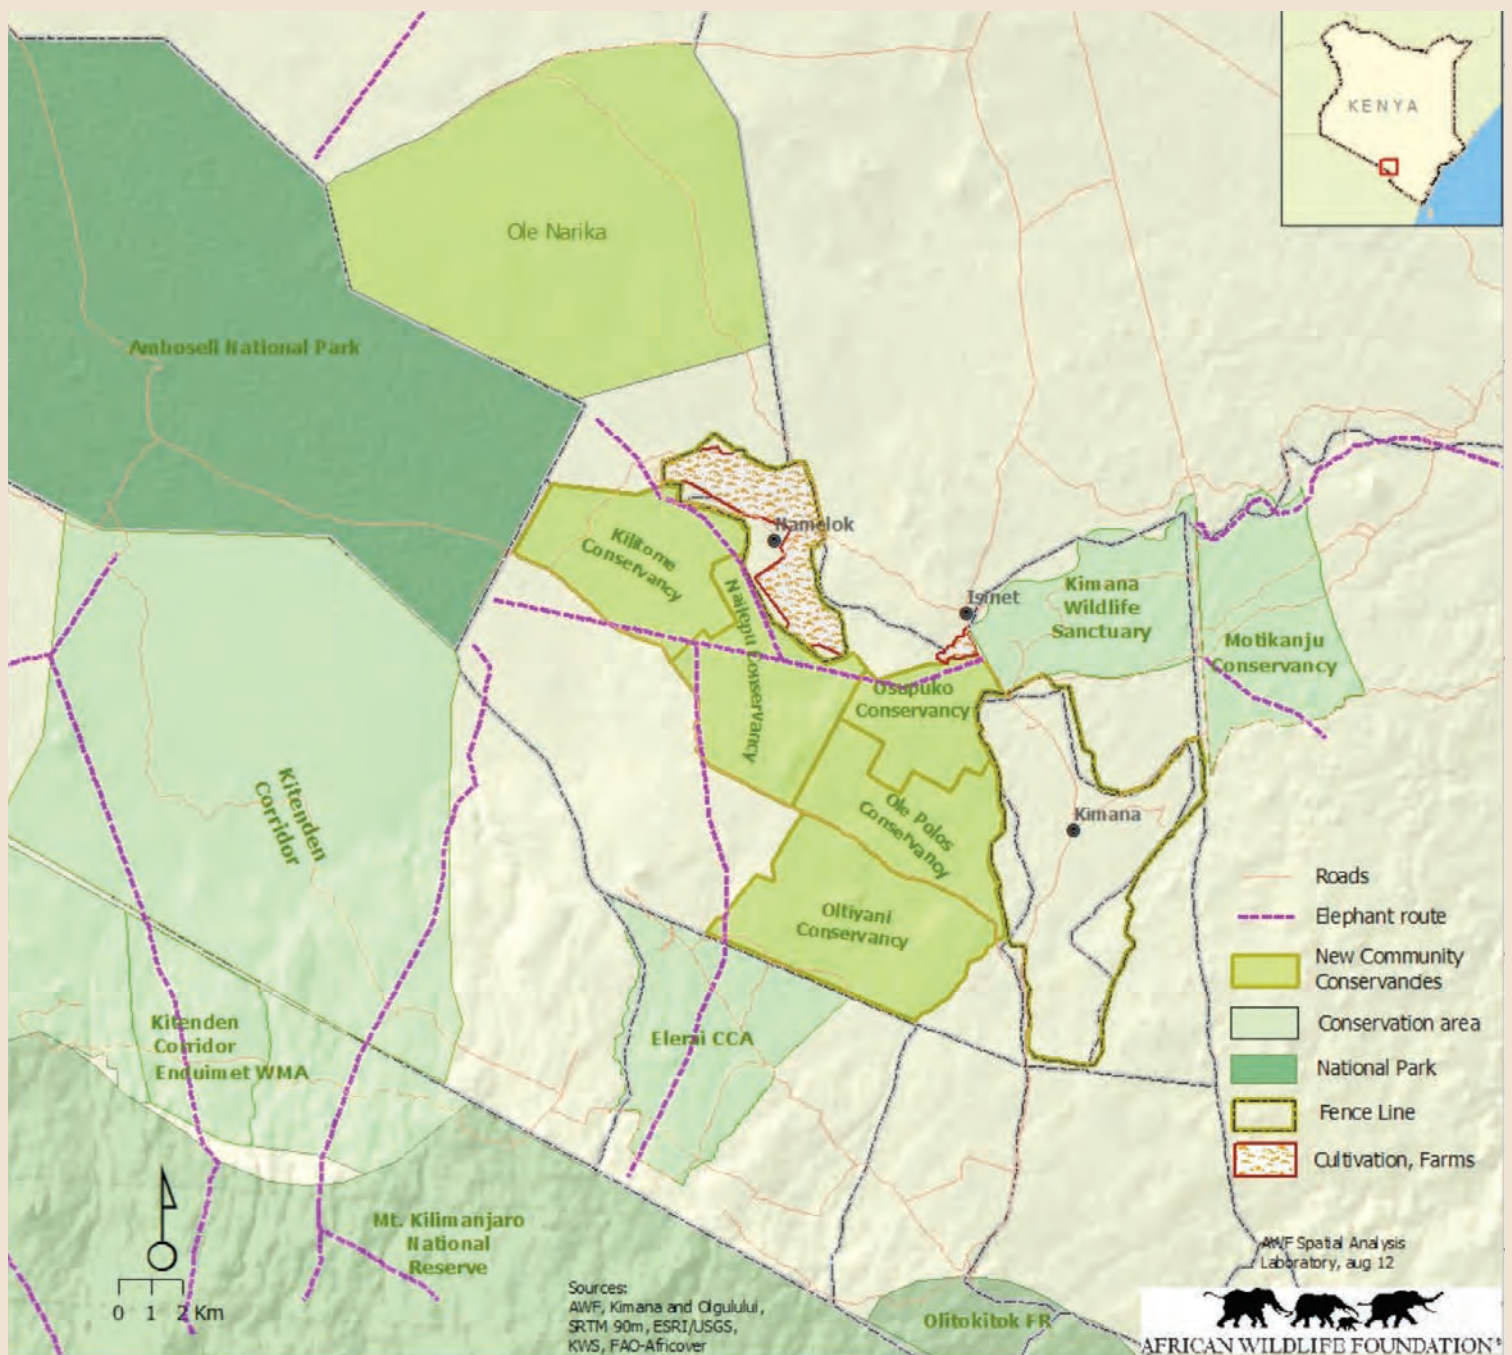 KENYA
Ole Narika
Amboseli National Park
Namelok
Kilitome
Conservancy
Nailepu Conservancy
Isinet
Kimana
Wildlife
Sanctuary
Motikanju
Conservancy
Osupuko
Conservancy
Kitenden
Corridor
Ole Polos
Conservancy
Kimana
Oltiyani
Conservancy
Roads
Elephant route
New Community
Conservancies
Conservation area
National Park
Fence Line
Cultivation, Farms
Kitenden
Corridor
Enduimet WMA
Elerai CCA
Mt. Kilimanjaro
National
Reserve
0 1 2 Km
Sources:
AWF, Kimana and Olgulului,
SRTM 90m, ESRI/USGS,
KWS, FAO-Africover
Olitokitok FR
AWF Spatial Analysis
Laboratory, aug 12
AFRICAN WILDLIFE FOUNDATION®